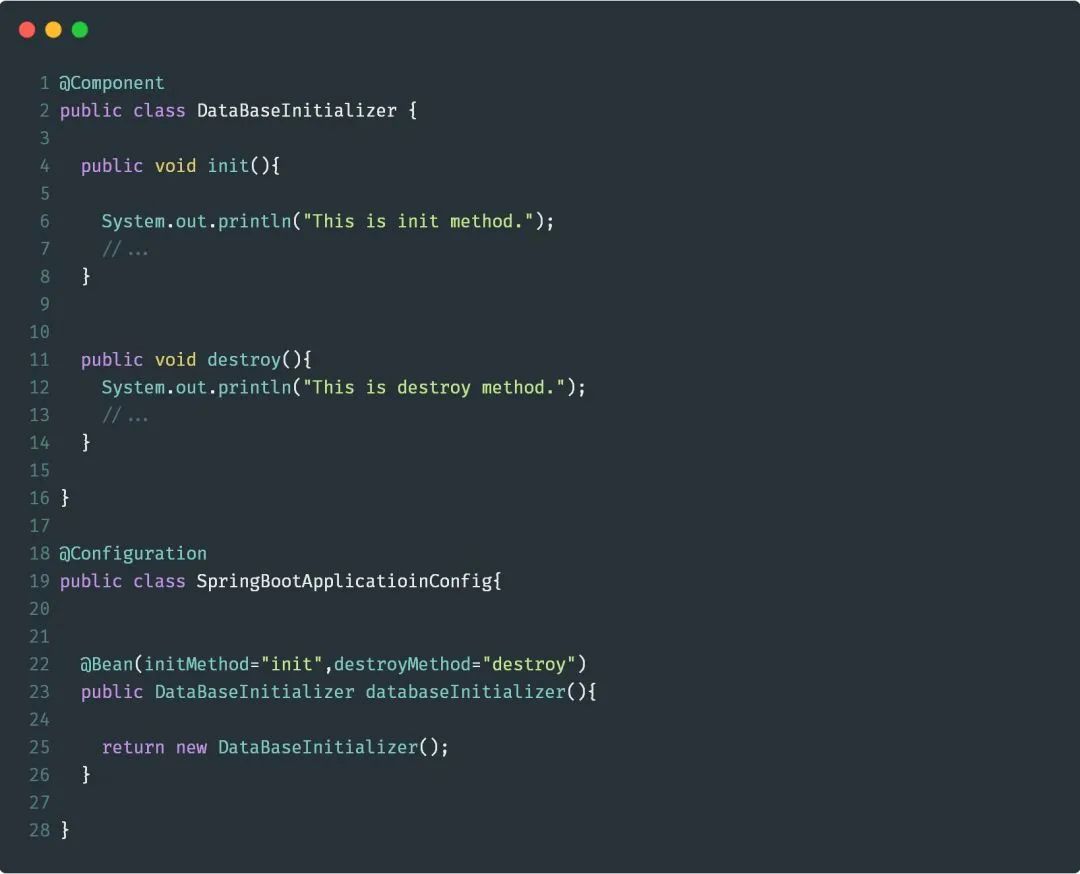 1 @Component
2 public class DataBaseInitializer {
3
4   public void init(){
5
6     System.out.println("This is init method.");
7     //...
8   }
9
10
11   public void destroy(){
12     System.out.println("This is destroy method.");
13     //...
14   }
15
16 }
17
18 @Configuration
19 public class SpringBootApplicatioinConfig{
20
21
22   @Bean(initMethod="init",destroyMethod="destroy")
23   public DataBaseInitializer databaseInitializer(){
24
25     return new DataBaseInitializer();
26   }
27
28 }